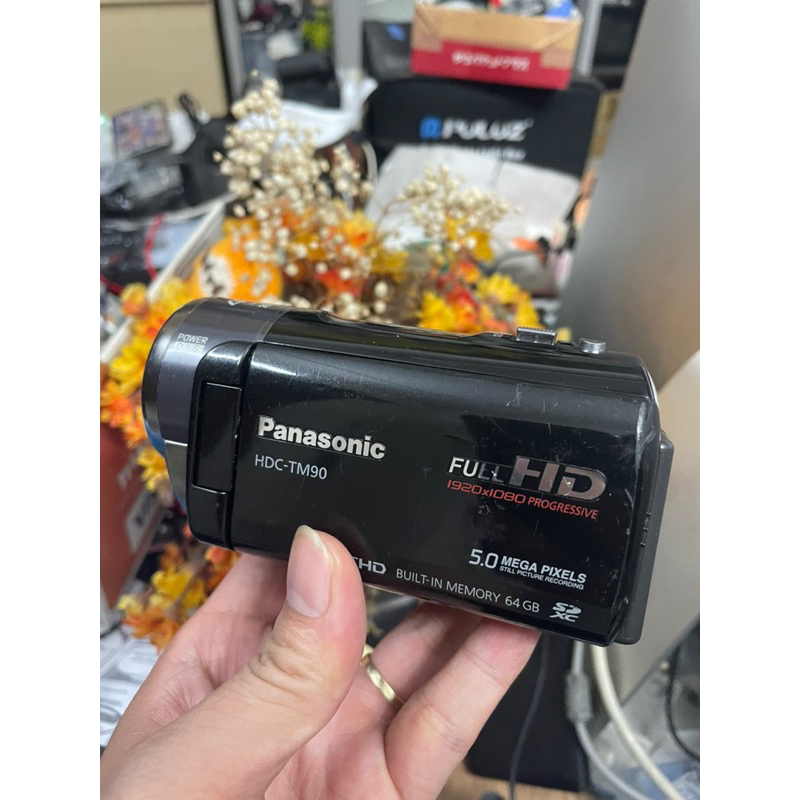 PULUZ
POWER
Panasonic
HDC-TM90
FULL HD
1920x1080 PROGRESSIVE
5.0 MEGA PIXELS
STILL PICTURE RECORDING
BUILT-IN MEMORY 64 GB
SD
XC